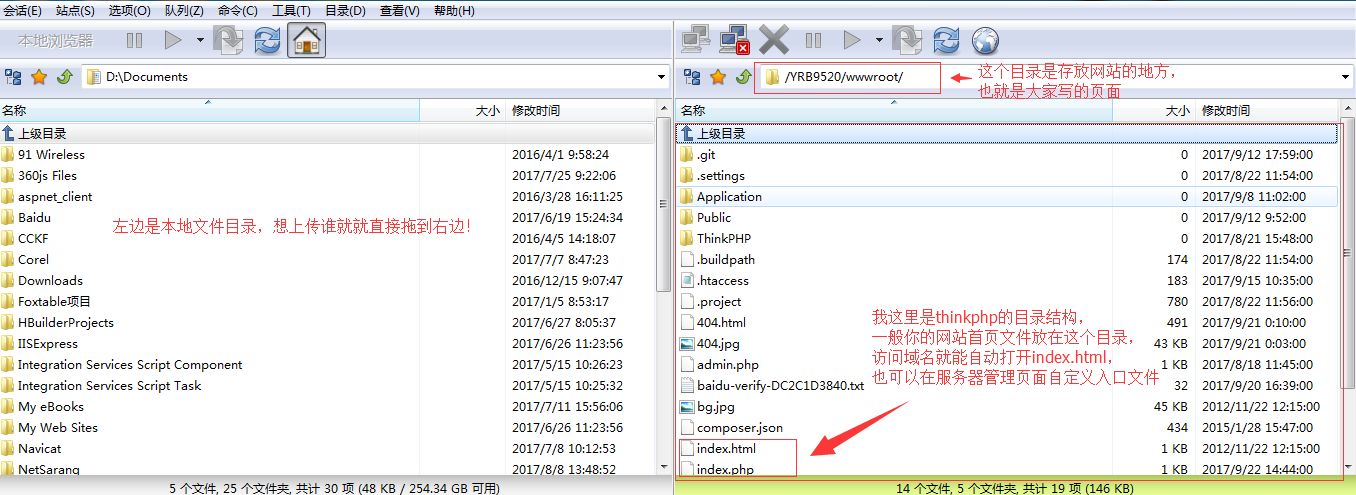 会话(E) 站点(S) 选项(O) 队列(Z) 命令(C) 工具(T) 目录(D) 查看(V) 帮助(H)
本地浏览器
D:\Documents
名称 大小 修改时间
上级目录
91 Wireless 2016/4/1 9:58:24
360js Files 2017/7/25 9:22:06
aspnet_client 2016/3/28 16:11:25
Baidu 2017/6/19 15:24:34
左边是本地文件目录，想上传谁就就直接拖到右边！
CCKF 2016/4/5 14:18:07
Corel 2017/7/7 8:47:23
Downloads 2016/12/15 9:07:47
Foxtable项目 2017/1/5 8:53:17
HBuilderProjects 2017/6/27 8:05:37
IISExpress 2017/6/26 11:23:56
Integration Services Script Component 2017/5/15 10:26:23
Integration Services Script Task 2017/5/15 10:25:32
My eBooks 2017/7/11 15:56:06
My Web Sites 2017/6/26 11:23:56
Navicat 2017/7/8 10:12:53
NetSarang 2017/8/8 13:48:52
5 个文件, 25 个文件夹, 共计 30 项 (48 KB / 254.34 GB 可用)
/YRB9520/wwwroot/
这个目录是存放网站的地方，
也就是大家写的页面
名称 大小 修改时间
上级目录
.git 0 2017/9/12 17:59:00
.settings 0 2017/8/22 11:54:00
Application 0 2017/9/8 11:02:00
Public 0 2017/9/12 9:52:00
ThinkPHP 0 2017/8/21 15:48:00
.buildpath 174 2017/8/22 11:54:00
.htaccess 183 2017/9/15 10:35:00
.project 780 2017/8/22 11:56:00
404.html 491 2017/9/21 0:10:00
404.jpg 43 KB 2017/9/21 0:03:00
admin.php 1 KB 2017/8/18 11:45:00
baidu-verify-DC2C1D3840.txt 32 2017/9/20 16:39:00
bg.jpg 45 KB 2012/11/22 12:15:00
composer.json 434 2015/1/28 15:47:00
index.html 1 KB 2012/11/22 12:15:00
index.php 1 KB 2017/9/22 14:44:00
我这里是thinkphp的目录结构，
一般你的网站首页文件放在这个目录，
访问域名就能自动打开index.html，
也可以在服务器管理页面自定义入口文件
14 个文件, 5 个文件夹, 共计 19 项 (146 KB)